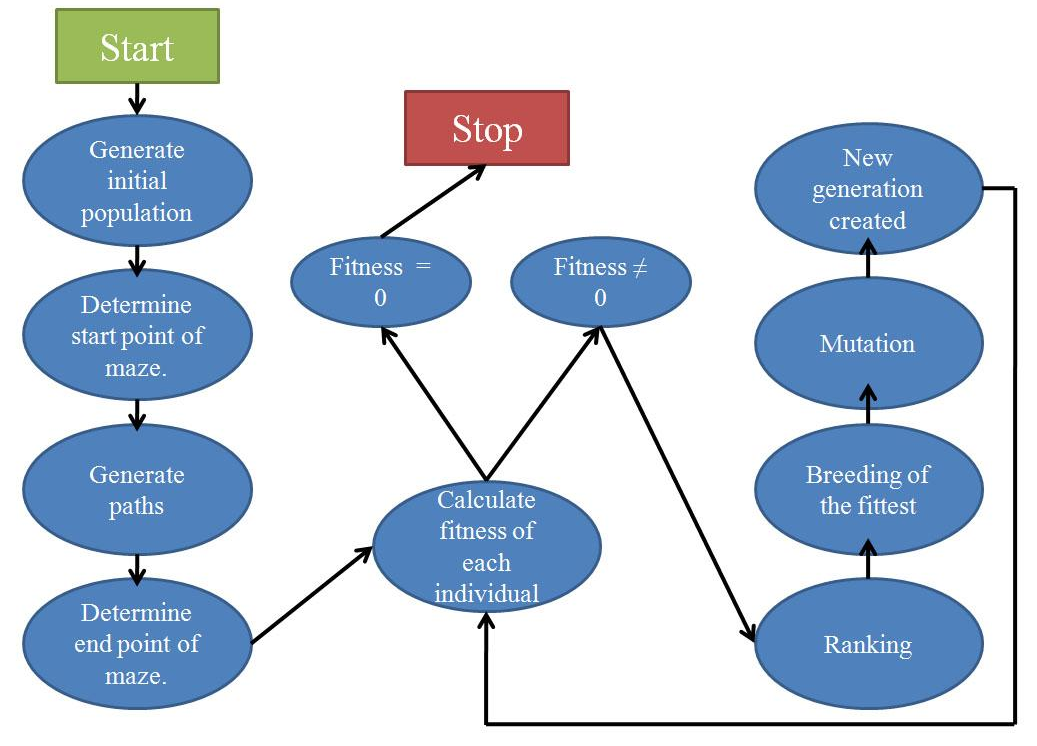 Start
Generate
initial
population
Determine
start point of
maze.
Generate
paths
Determine
end point of
maze.
Calculate
fitness of
each
individual
Fitness =
0
Stop
Fitness ≠
0
Ranking
Breeding of
the fittest
Mutation
New
generation
created